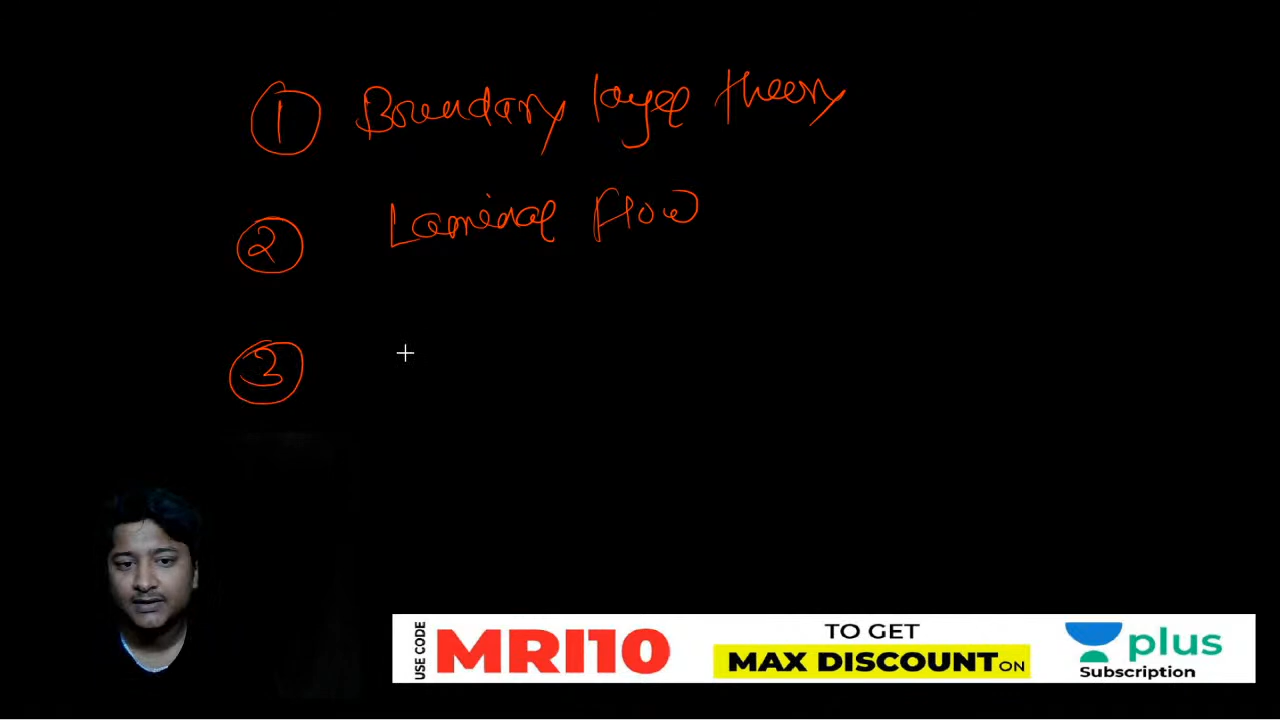 1 Boundary layer theory
2 Laminar flow
3
USE CODE MRI10 TO GET MAX DISCOUNT ON plus Subscription